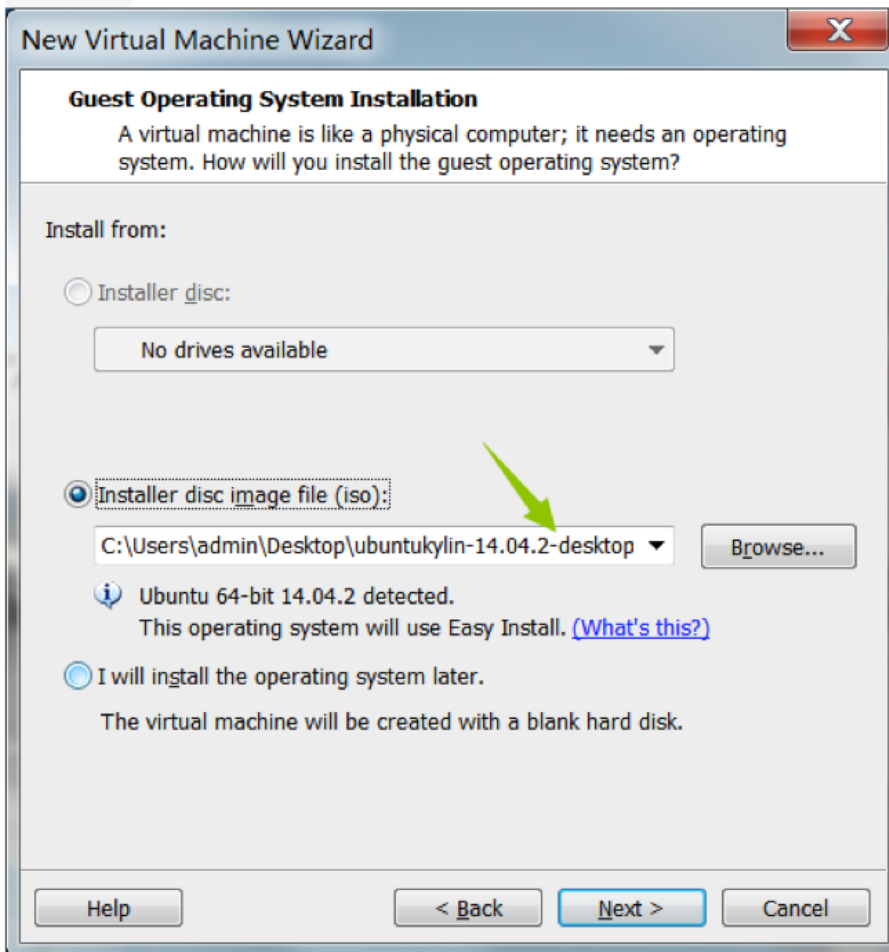 New Virtual Machine Wizard
X
Guest Operating System Installation
A virtual machine is like a physical computer; it needs an operating
system. How will you install the guest operating system?
Install from:
Installer disc:
No drives available
Installer disc image file (iso):
C:\Users\admin\Desktop\ubuntukylin-14.04.2-desktop
Browse...
Ubuntu 64-bit 14.04.2 detected.
This operating system will use Easy Install. (What's this?)
I will install the operating system later.
The virtual machine will be created with a blank hard disk.
Help
< Back
Next >
Cancel